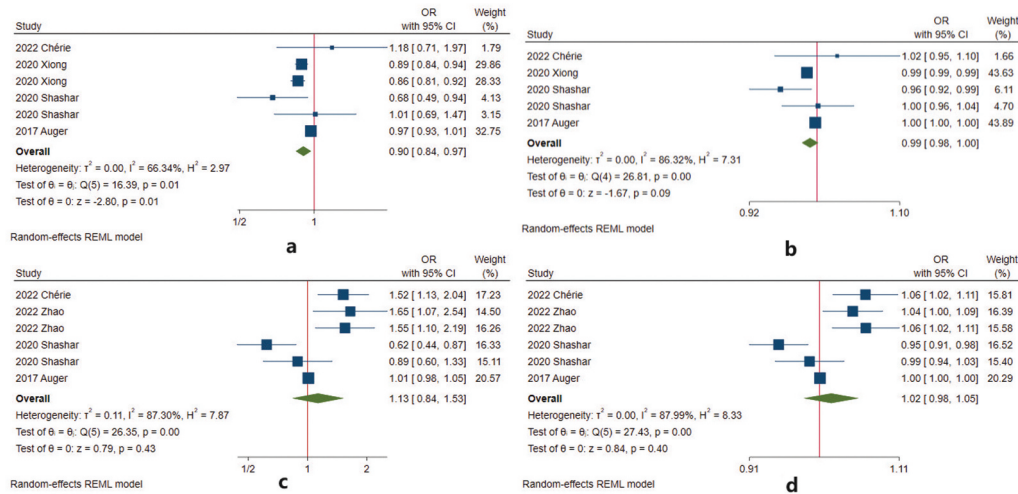 OR Weight
Study with 95% CI (%)
2022 Chérie 1.18 [ 0.71, 1.97] 1.79
2020 Xiong 0.89 [ 0.84, 0.94] 29.86
2020 Xiong 0.86 [ 0.81, 0.92] 28.33
2020 Shashar 0.68 [ 0.49, 0.94] 4.13
2020 Shashar 1.01 [ 0.69, 1.47] 3.15
2017 Auger 0.97 [ 0.93, 1.01] 32.75
Overall 0.90 [ 0.84, 0.97]
Heterogeneity: τ² = 0.00, I² = 66.34%, H² = 2.97
Test of θᵢ = θⱼ: Q(5) = 16.39, p = 0.01
Test of θ = 0: z = -2.80, p = 0.01
1/2 1
Random-effects REML model
a
OR Weight
Study with 95% CI (%)
2022 Chérie 1.02 [ 0.95, 1.10] 1.66
2020 Xiong 0.99 [ 0.99, 0.99] 43.63
2020 Shashar 0.96 [ 0.92, 0.99] 6.11
2020 Shashar 1.00 [ 0.96, 1.04] 4.70
2017 Auger 1.00 [ 1.00, 1.00] 43.89
Overall 0.99 [ 0.98, 1.00]
Heterogeneity: τ² = 0.00, I² = 86.32%, H² = 7.31
Test of θᵢ = θⱼ: Q(4) = 26.81, p = 0.00
Test of θ = 0: z = -1.67, p = 0.09
0.92 1.10
Random-effects REML model
b
OR Weight
Study with 95% CI (%)
2022 Chérie 1.52 [ 1.13, 2.04] 17.23
2022 Zhao 1.65 [ 1.07, 2.54] 14.50
2022 Zhao 1.55 [ 1.10, 2.19] 16.26
2020 Shashar 0.62 [ 0.44, 0.87] 16.33
2020 Shashar 0.89 [ 0.60, 1.33] 15.11
2017 Auger 1.01 [ 0.98, 1.05] 20.57
Overall 1.13 [ 0.84, 1.53]
Heterogeneity: τ² = 0.11, I² = 87.30%, H² = 7.87
Test of θᵢ = θⱼ: Q(5) = 26.35, p = 0.00
Test of θ = 0: z = 0.79, p = 0.43
1/2 1 2
Random-effects REML model
c
OR Weight
Study with 95% CI (%)
2022 Chérie 1.06 [ 1.02, 1.11] 15.81
2022 Zhao 1.04 [ 1.00, 1.09] 16.39
2022 Zhao 1.06 [ 1.02, 1.11] 15.58
2020 Shashar 0.95 [ 0.91, 0.98] 16.52
2020 Shashar 0.99 [ 0.94, 1.03] 15.40
2017 Auger 1.00 [ 1.00, 1.00] 20.29
Overall 1.02 [ 0.98, 1.05]
Heterogeneity: τ² = 0.00, I² = 87.99%, H² = 8.33
Test of θᵢ = θⱼ: Q(5) = 27.43, p = 0.00
Test of θ = 0: z = 0.84, p = 0.40
0.91 1.11
Random-effects REML model
d